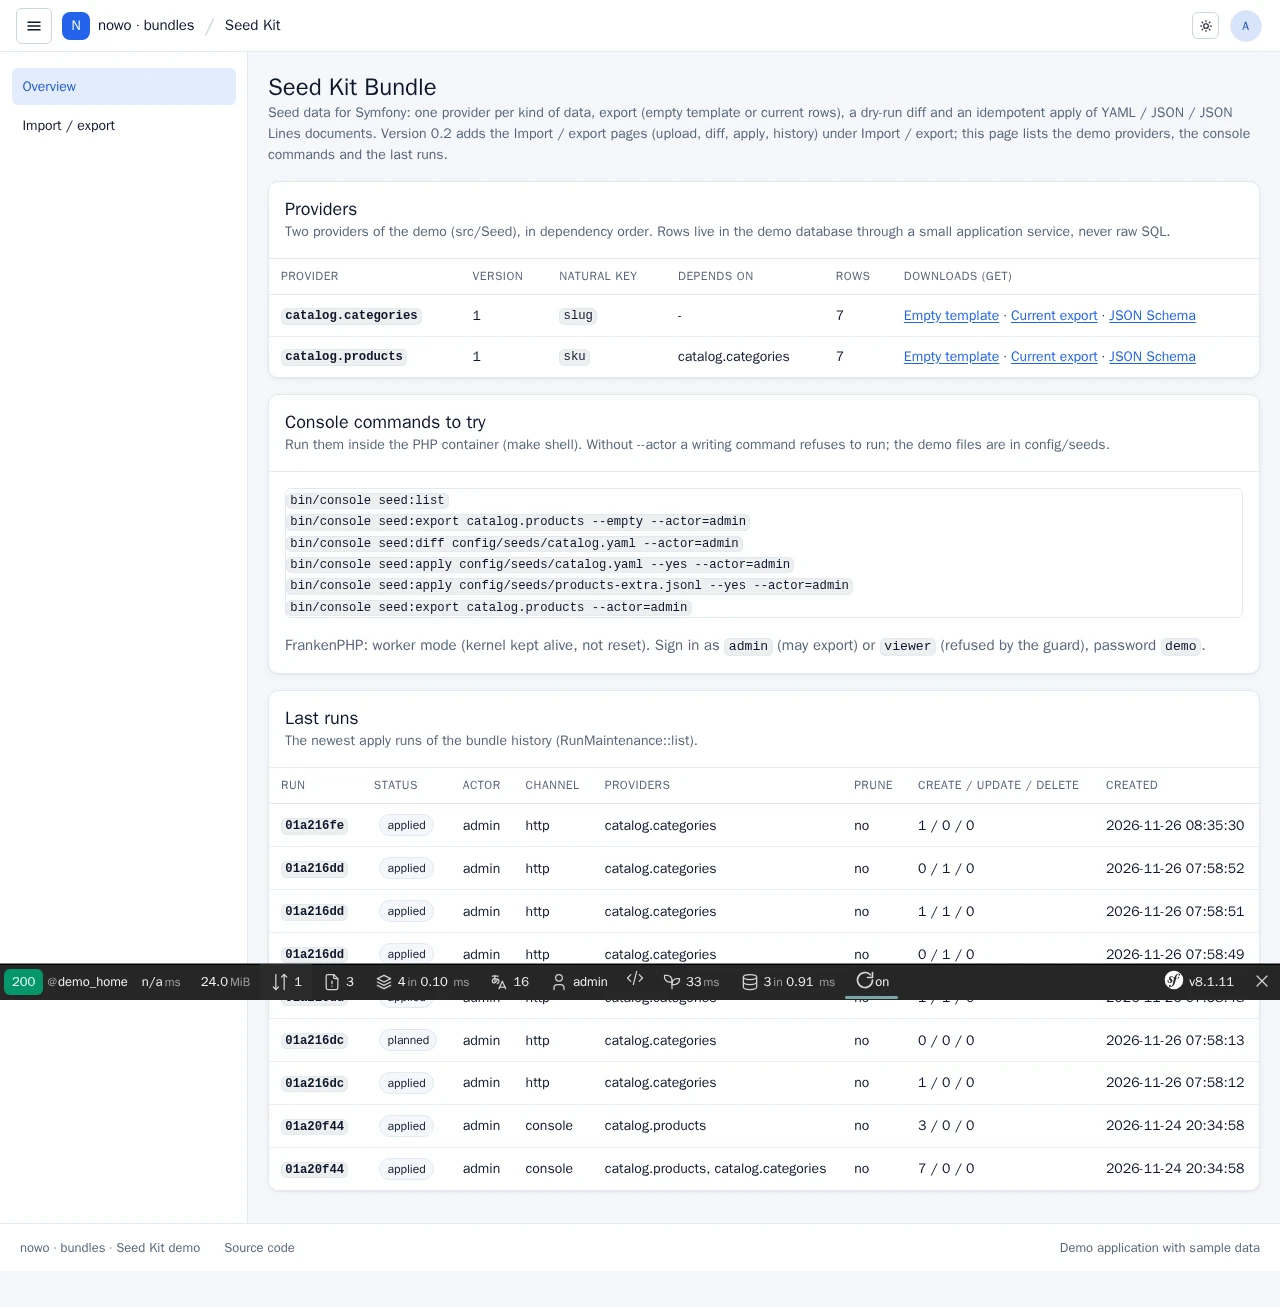 N nowo · bundles / Seed Kit A
Overview
Import / export
Seed Kit Bundle
Seed data for Symfony: one provider per kind of data, export (empty template or current rows), a dry-run diff and an idempotent apply of YAML / JSON / JSON
Lines documents. Version 0.2 adds the Import / export pages (upload, diff, apply, history) under Import / export; this page lists the demo providers, the console
commands and the last runs.
Providers
Two providers of the demo (src/Seed), in dependency order. Rows live in the demo database through a small application service, never raw SQL.
PROVIDER VERSION NATURAL KEY DEPENDS ON ROWS DOWNLOADS (GET)
catalog.categories 1 slug - 7 Empty template · Current export · JSON Schema
catalog.products 1 sku catalog.categories 7 Empty template · Current export · JSON Schema
Console commands to try
Run them inside the PHP container (make shell). Without --actor a writing command refuses to run; the demo files are in config/seeds.
bin/console seed:list
bin/console seed:export catalog.products --empty --actor=admin
bin/console seed:diff config/seeds/catalog.yaml --actor=admin
bin/console seed:apply config/seeds/catalog.yaml --yes --actor=admin
bin/console seed:apply config/seeds/products-extra.jsonl --yes --actor=admin
bin/console seed:export catalog.products --actor=admin
FrankenPHP: worker mode (kernel kept alive, not reset). Sign in as admin (may export) or viewer (refused by the guard), password demo.
Last runs
The newest apply runs of the bundle history (RunMaintenance::list).
RUN STATUS ACTOR CHANNEL PROVIDERS PRUNE CREATE / UPDATE / DELETE CREATED
01a216fe applied admin http catalog.categories no 1 / 0 / 0 2026-11-26 08:35:30
01a216dd applied admin http catalog.categories no 0 / 1 / 0 2026-11-26 07:58:52
01a216dd applied admin http catalog.categories no 1 / 1 / 0 2026-11-26 07:58:51
01a216dd applied admin http catalog.categories no 0 / 1 / 0 2026-11-26 07:58:49
200 @demo_home n/a ms 24.0 MiB 1 3 4 in 0.10 ms 16 admin 33 ms 3 in 0.91 ms on v8.1.11
01a216dc planned admin http catalog.categories no 0 / 0 / 0 2026-11-26 07:58:13
01a216dc applied admin http catalog.categories no 1 / 0 / 0 2026-11-26 07:58:12
01a20f44 applied admin console catalog.products no 3 / 0 / 0 2026-11-24 20:34:58
01a20f44 applied admin console catalog.products, catalog.categories no 7 / 0 / 0 2026-11-24 20:34:58
nowo · bundles · Seed Kit demo Source code Demo application with sample data